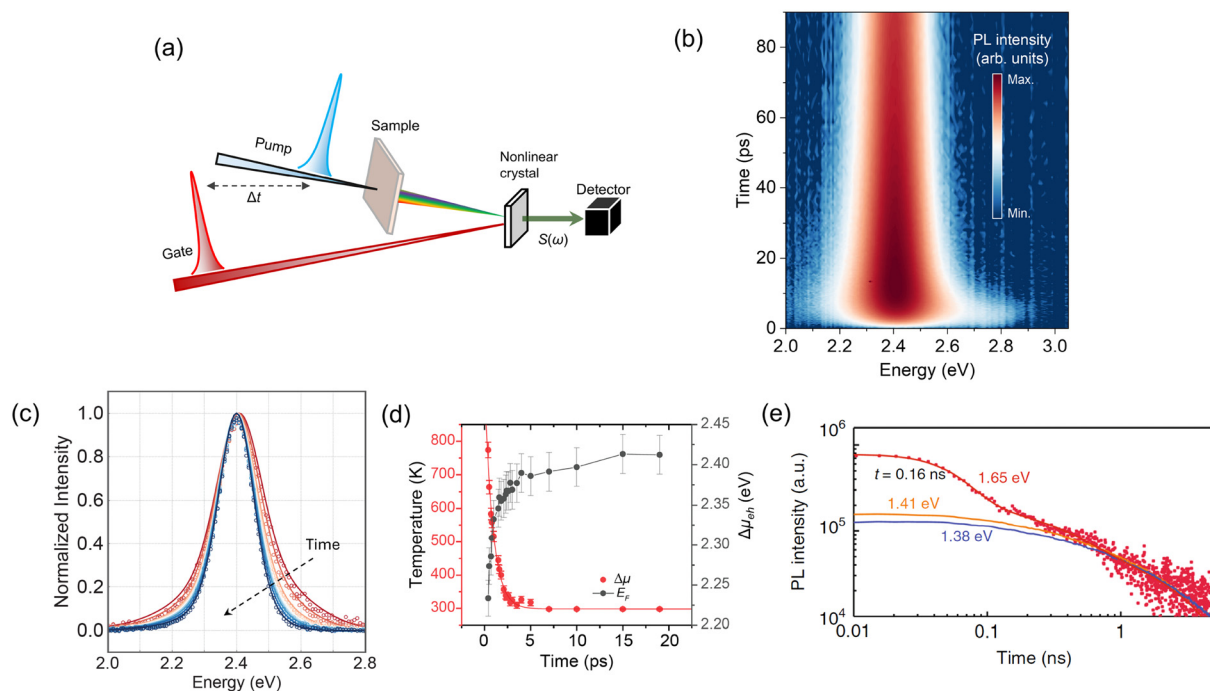 (a)
Pump
Sample
Nonlinear
crystal
Detector
Δt
S(ω)
Gate
(b)
PL intensity
(arb. units)
Max.
Min.
80
60
40
20
0
Time (ps)
2.0 2.2 2.4 2.6 2.8 3.0
Energy (eV)
(c)
1.0
0.8
0.6
0.4
0.2
0.0
Normalized Intensity
Time
2.0 2.2 2.4 2.6 2.8
Energy (eV)
(d)
800
700
600
500
400
300
Temperature (K)
2.45
2.40
2.35
2.30
2.25
2.20
Δμeh (eV)
Δμ
EF
0 5 10 15 20
Time (ps)
(e)
10^6
10^5
10^4
PL intensity (a.u.)
t = 0.16 ns
1.65 eV
1.41 eV
1.38 eV
0.01 0.1 1
Time (ns)